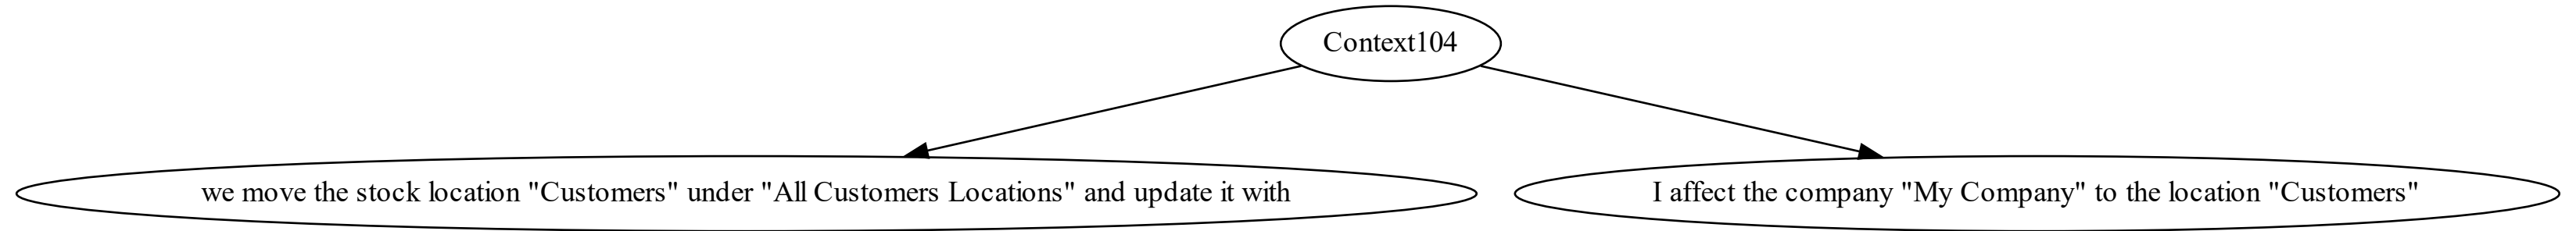 Context104
we move the stock location "Customers" under "All Customers Locations" and update it with
I affect the company "My Company" to the location "Customers"